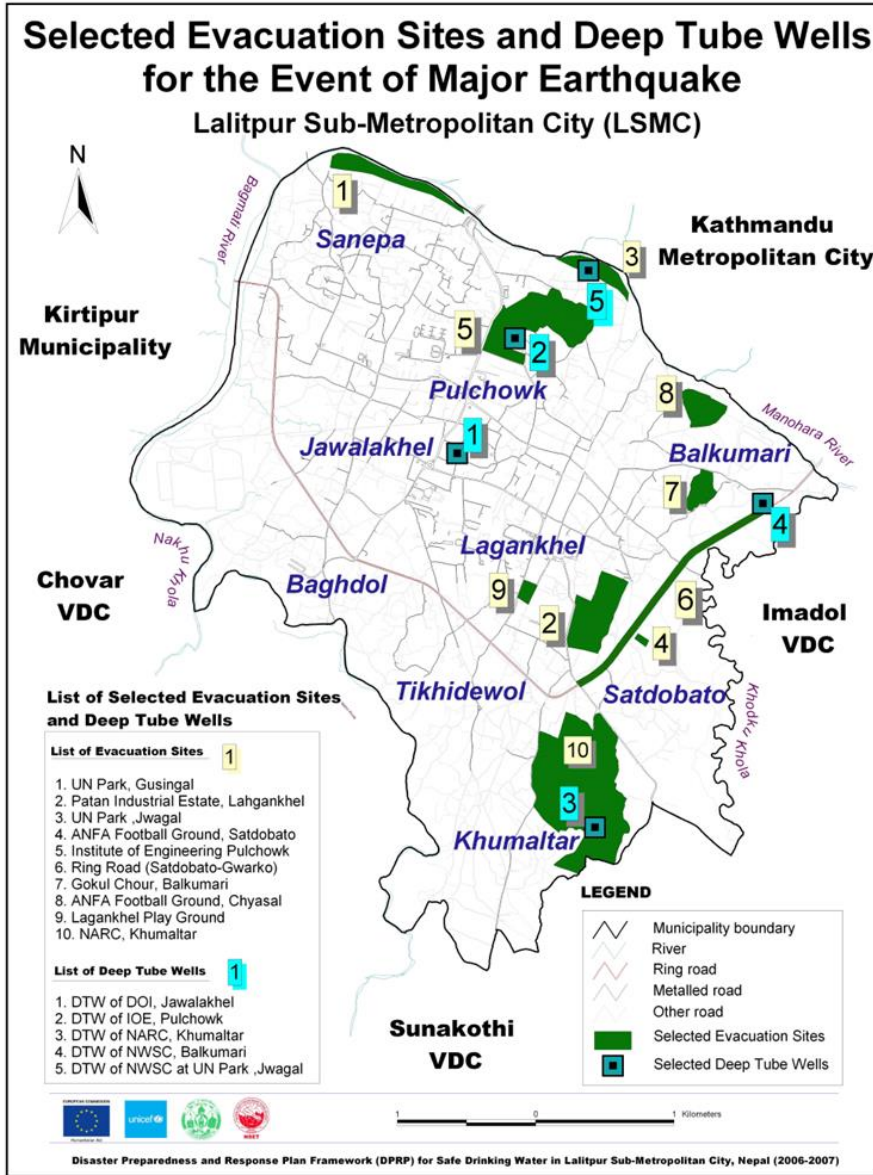 Selected Evacuation Sites and Deep Tube Wells
for the Event of Major Earthquake
Lalitpur Sub-Metropolitan City (LSMC)
N
Bagmati River
1
Sanepa
Kathmandu
Metropolitan City
3
5
Kirtipur
Municipality
5
2
Pulchowk
8
Manohara River
1
Jawalakhel
Balkumari
7
4
Nakhu Khola
Lagankhel
Chovar
VDC
Baghdol
9
2
6
4
Imadol
VDC
Tikhidewol
Satdobato
Khodku Khola
10
3
Khumaltar
List of Selected Evacuation Sites
and Deep Tube Wells
List of Evacuation Sites 1
1. UN Park, Gusingal
2. Patan Industrial Estate, Lahgankhel
3. UN Park ,Jwagal
4. ANFA Football Ground, Satdobato
5. Institute of Engineering Pulchowk
6. Ring Road (Satdobato-Gwarko)
7. Gokul Chour, Balkumari
8. ANFA Football Ground, Chyasal
9. Lagankhel Play Ground
10. NARC, Khumaltar
List of Deep Tube Wells 1
1. DTW of DOI, Jawalakhel
2. DTW of IOE, Pulchowk
3. DTW of NARC, Khumaltar
4. DTW of NWSC, Balkumari
5. DTW of NWSC at UN Park ,Jwagal
Sunakothi
VDC
LEGEND
Municipality boundary
River
Ring road
Metalled road
Other road
Selected Evacuation Sites
Selected Deep Tube Wells
EUROPEAN COMMISSION
Humanitarian Aid
unicef
NSET
1 0 1 Kilometers
Disaster Preparedness and Response Plan Framework (DPRP) for Safe Drinking Water in Lalitpur Sub-Metropolitan City, Nepal (2006-2007)